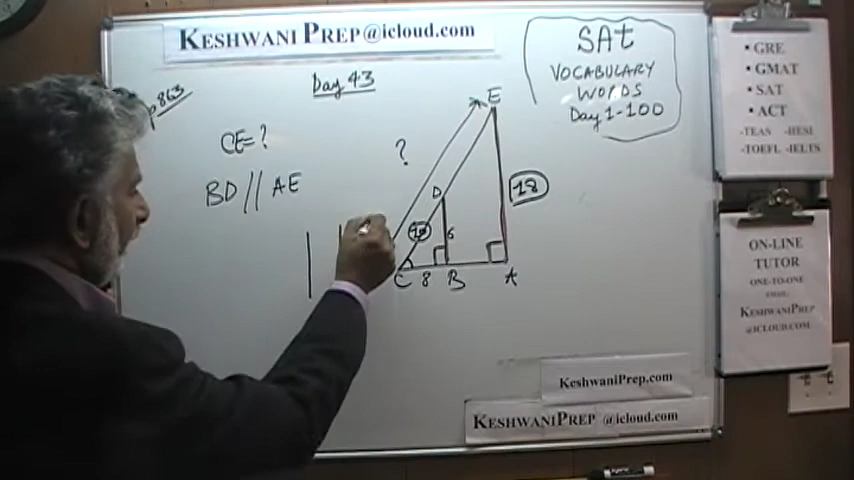 KESHWANI PREP@icloud.com
Day 43
p863
CE=?
BD // AE
?
E
D
18
10
6
C 8 B A
SAt
VOCABULARY
WORDS
Day 1-100
• GRE
• GMAT
• SAT
• ACT
-TEAS -HESI
-TOEFL -IELTS
ON-LINE
TUTOR
ONE-TO-ONE
EMAIL:
KESHWANIPREP
@ICLOUD.COM
KESHWANIPREP.com
KESHWANIPREP @icloud.com